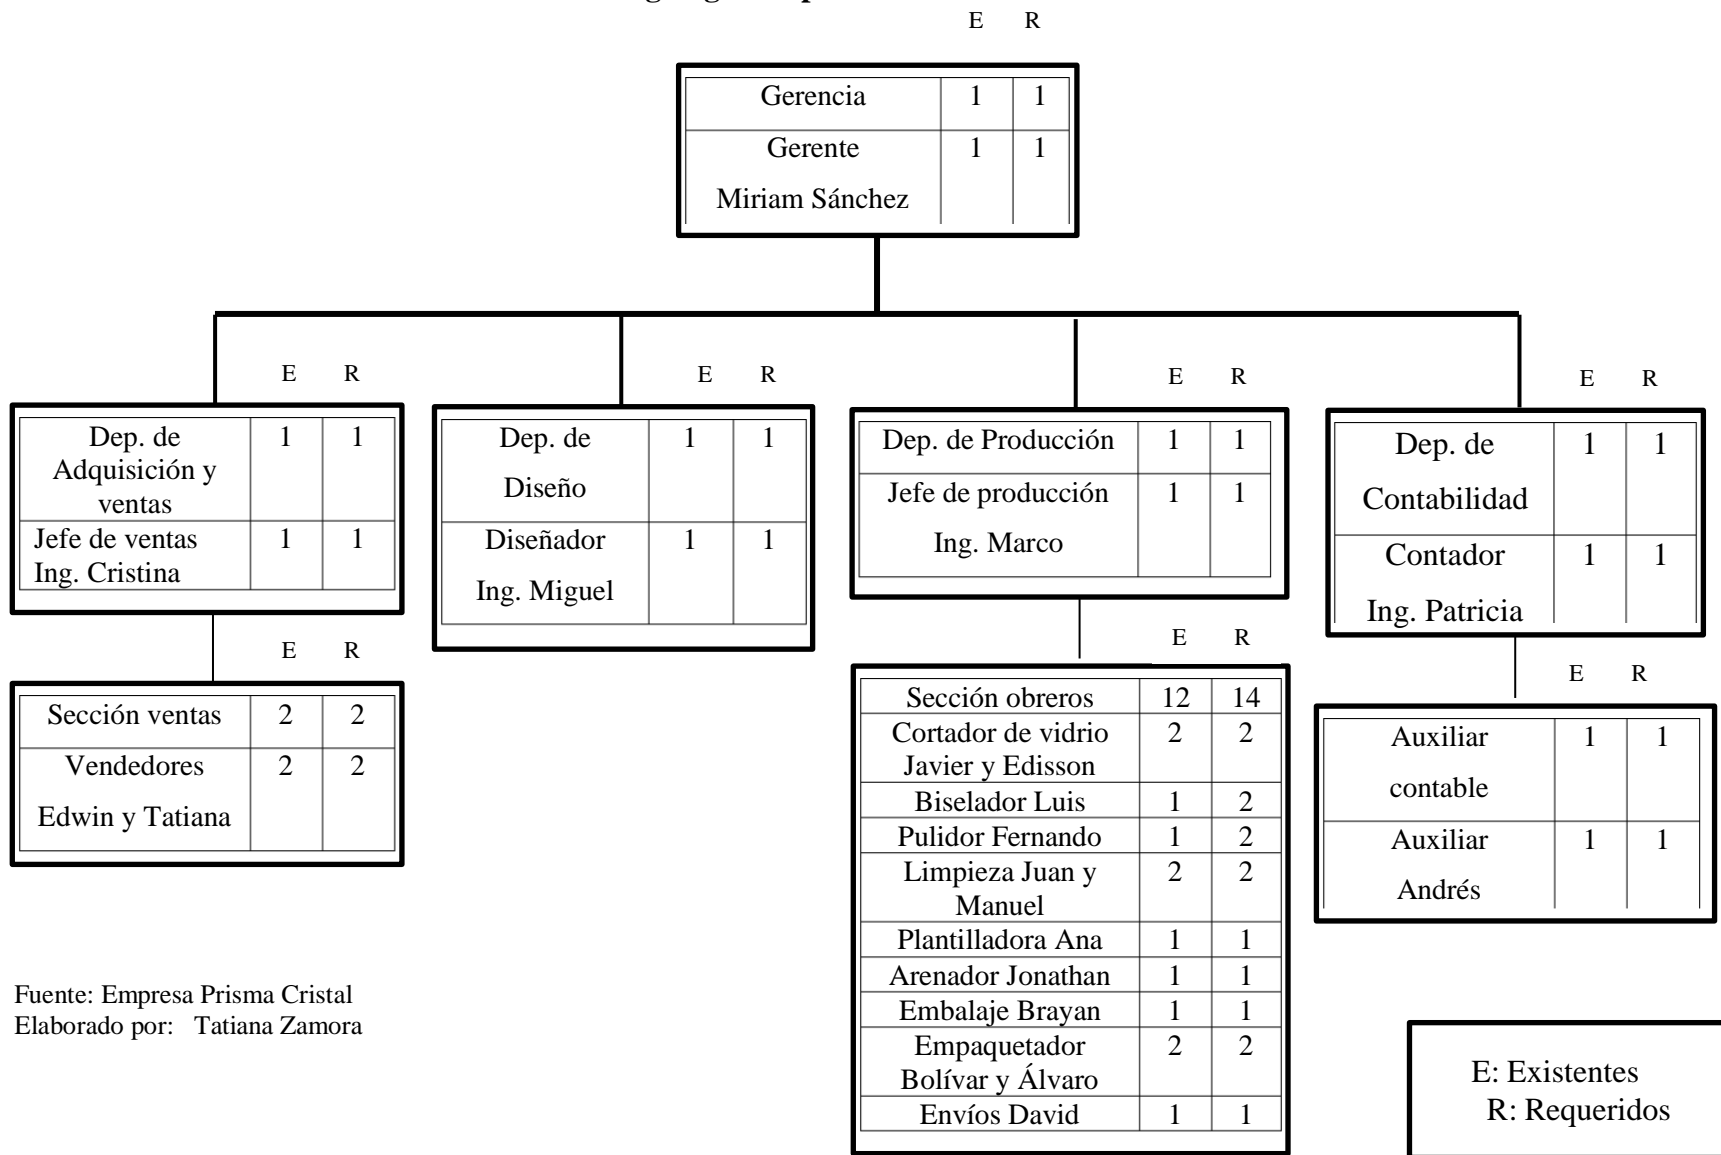 E R
Gerencia 1 1
Gerente 1 1
Miriam Sánchez
E R
Dep. de 1 1
Adquisición y
ventas
Jefe de ventas 1 1
Ing. Cristina
E R
Dep. de 1 1
Diseño
Diseñador 1 1
Ing. Miguel
E R
Dep. de Producción 1 1
Jefe de producción 1 1
Ing. Marco
E R
Dep. de 1 1
Contabilidad
Contador 1 1
Ing. Patricia
E R
Sección ventas 2 2
Vendedores 2 2
Edwin y Tatiana
E R
Sección obreros 12 14
Cortador de vidrio 2 2
Javier y Edisson
Biselador Luis 1 2
Pulidor Fernando 1 2
Limpieza Juan y 2 2
Manuel
Plantilladora Ana 1 1
Arenador Jonathan 1 1
Embalaje Brayan 1 1
Empaquetador 2 2
Bolívar y Álvaro
Envíos David 1 1
E R
Auxiliar 1 1
contable
Auxiliar 1 1
Andrés
Fuente: Empresa Prisma Cristal
Elaborado por: Tatiana Zamora
E: Existentes
R: Requeridos